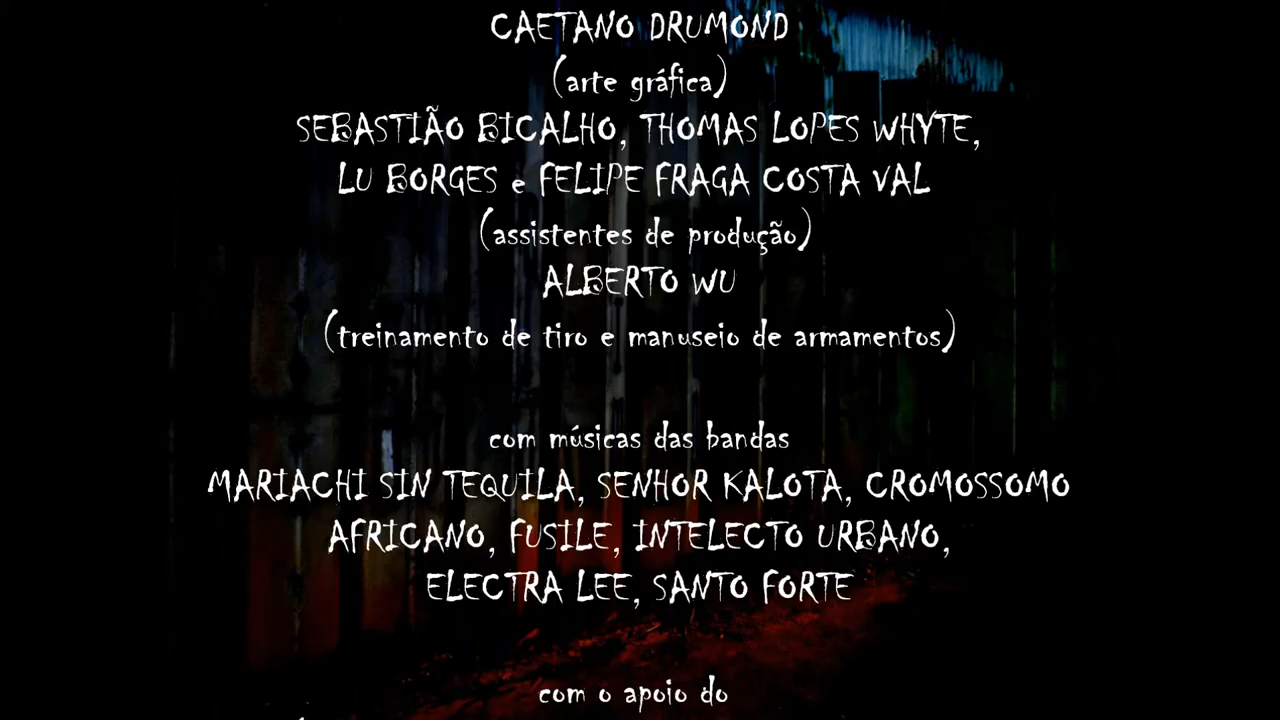 CAETANO DRUMOND
(arte gráfica)
SEBASTIÃO BICALHO, THOMAS LOPES WHYTE,
LU BORGES e FELIPE FRAGA COSTA VAL
(assistentes de produção)
ALBERTO WU
(treinamento de tiro e manuseio de armamentos)
com músicas das bandas
MARIACHI SIN TEQUILA, SENHOR KALOTA, CROMOSSOMO
AFRICANO, FUSILE, INTELECTO URBANO,
ELECTRA LEE, SANTO FORTE
com o apoio do